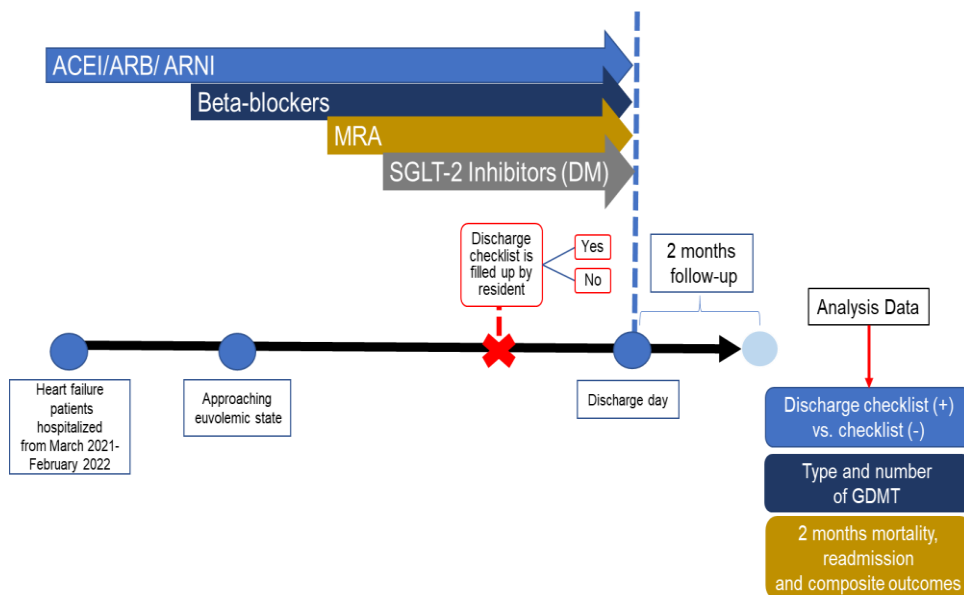 ACEI/ARB/ ARNI
Beta-blockers
MRA
SGLT-2 Inhibitors (DM)
Discharge
checklist is
filled up by
resident
Yes
No
2 months
follow-up
Analysis Data
Heart failure
patients
hospitalized
from March 2021-
February 2022
Approaching
euvolemic state
Discharge day
Discharge checklist (+)
vs. checklist (-)
Type and number
of GDMT
2 months mortality,
readmission
and composite outcomes